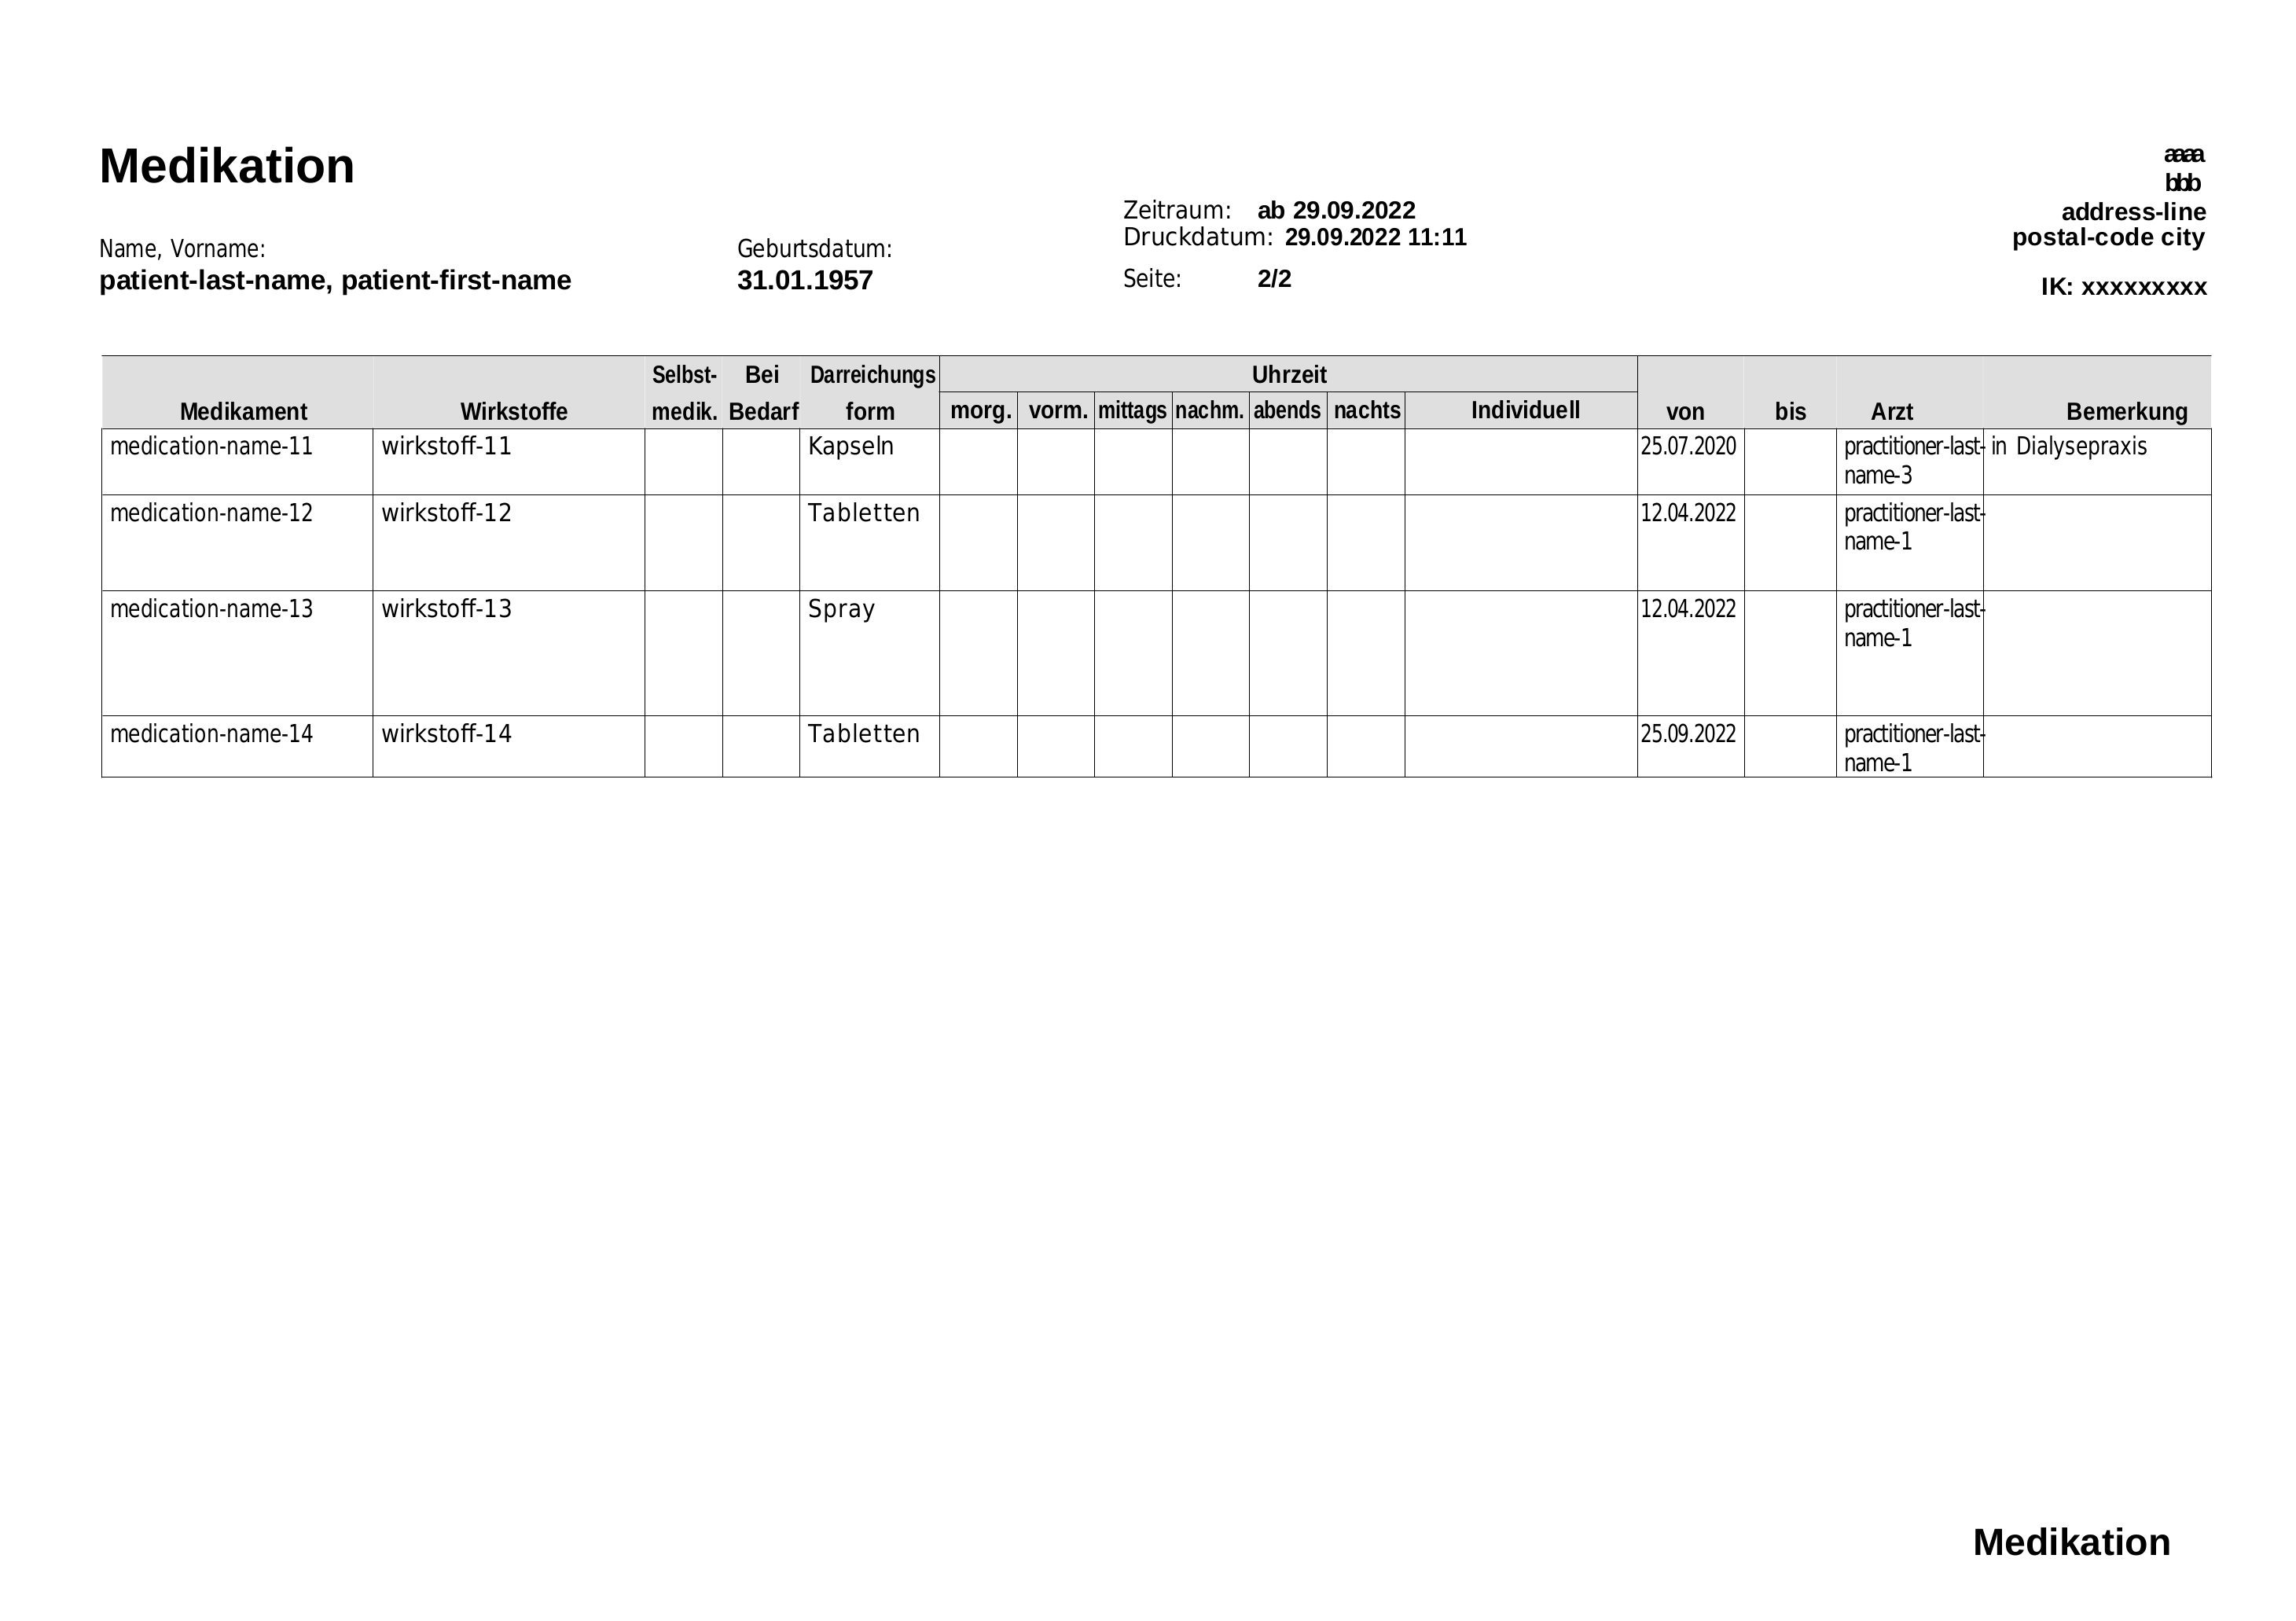 Medikation
aaaa
bbb
address-line
postal-code city
IK: xxxxxxxxx
Zeitraum: ab 29.09.2022
Druckdatum: 29.09.2022 11:11
Seite: 2/2
Name, Vorname:
patient-last-name, patient-first-name
Geburtsdatum:
31.01.1957
Medikament Wirkstoffe Selbst-medik. Bei Bedarf Darreichungs form Uhrzeit von bis Arzt Bemerkung
morg. vorm. mittags nachm. abends nachts Individuell
medication-name-11 wirkstoff-11 Kapseln 25.07.2020 practitioner-last- in Dialysepraxis
name-3
medication-name-12 wirkstoff-12 Tabletten 12.04.2022 practitioner-last-
name-1
medication-name-13 wirkstoff-13 Spray 12.04.2022 practitioner-last-
name-1
medication-name-14 wirkstoff-14 Tabletten 25.09.2022 practitioner-last-
name-1
Medikation